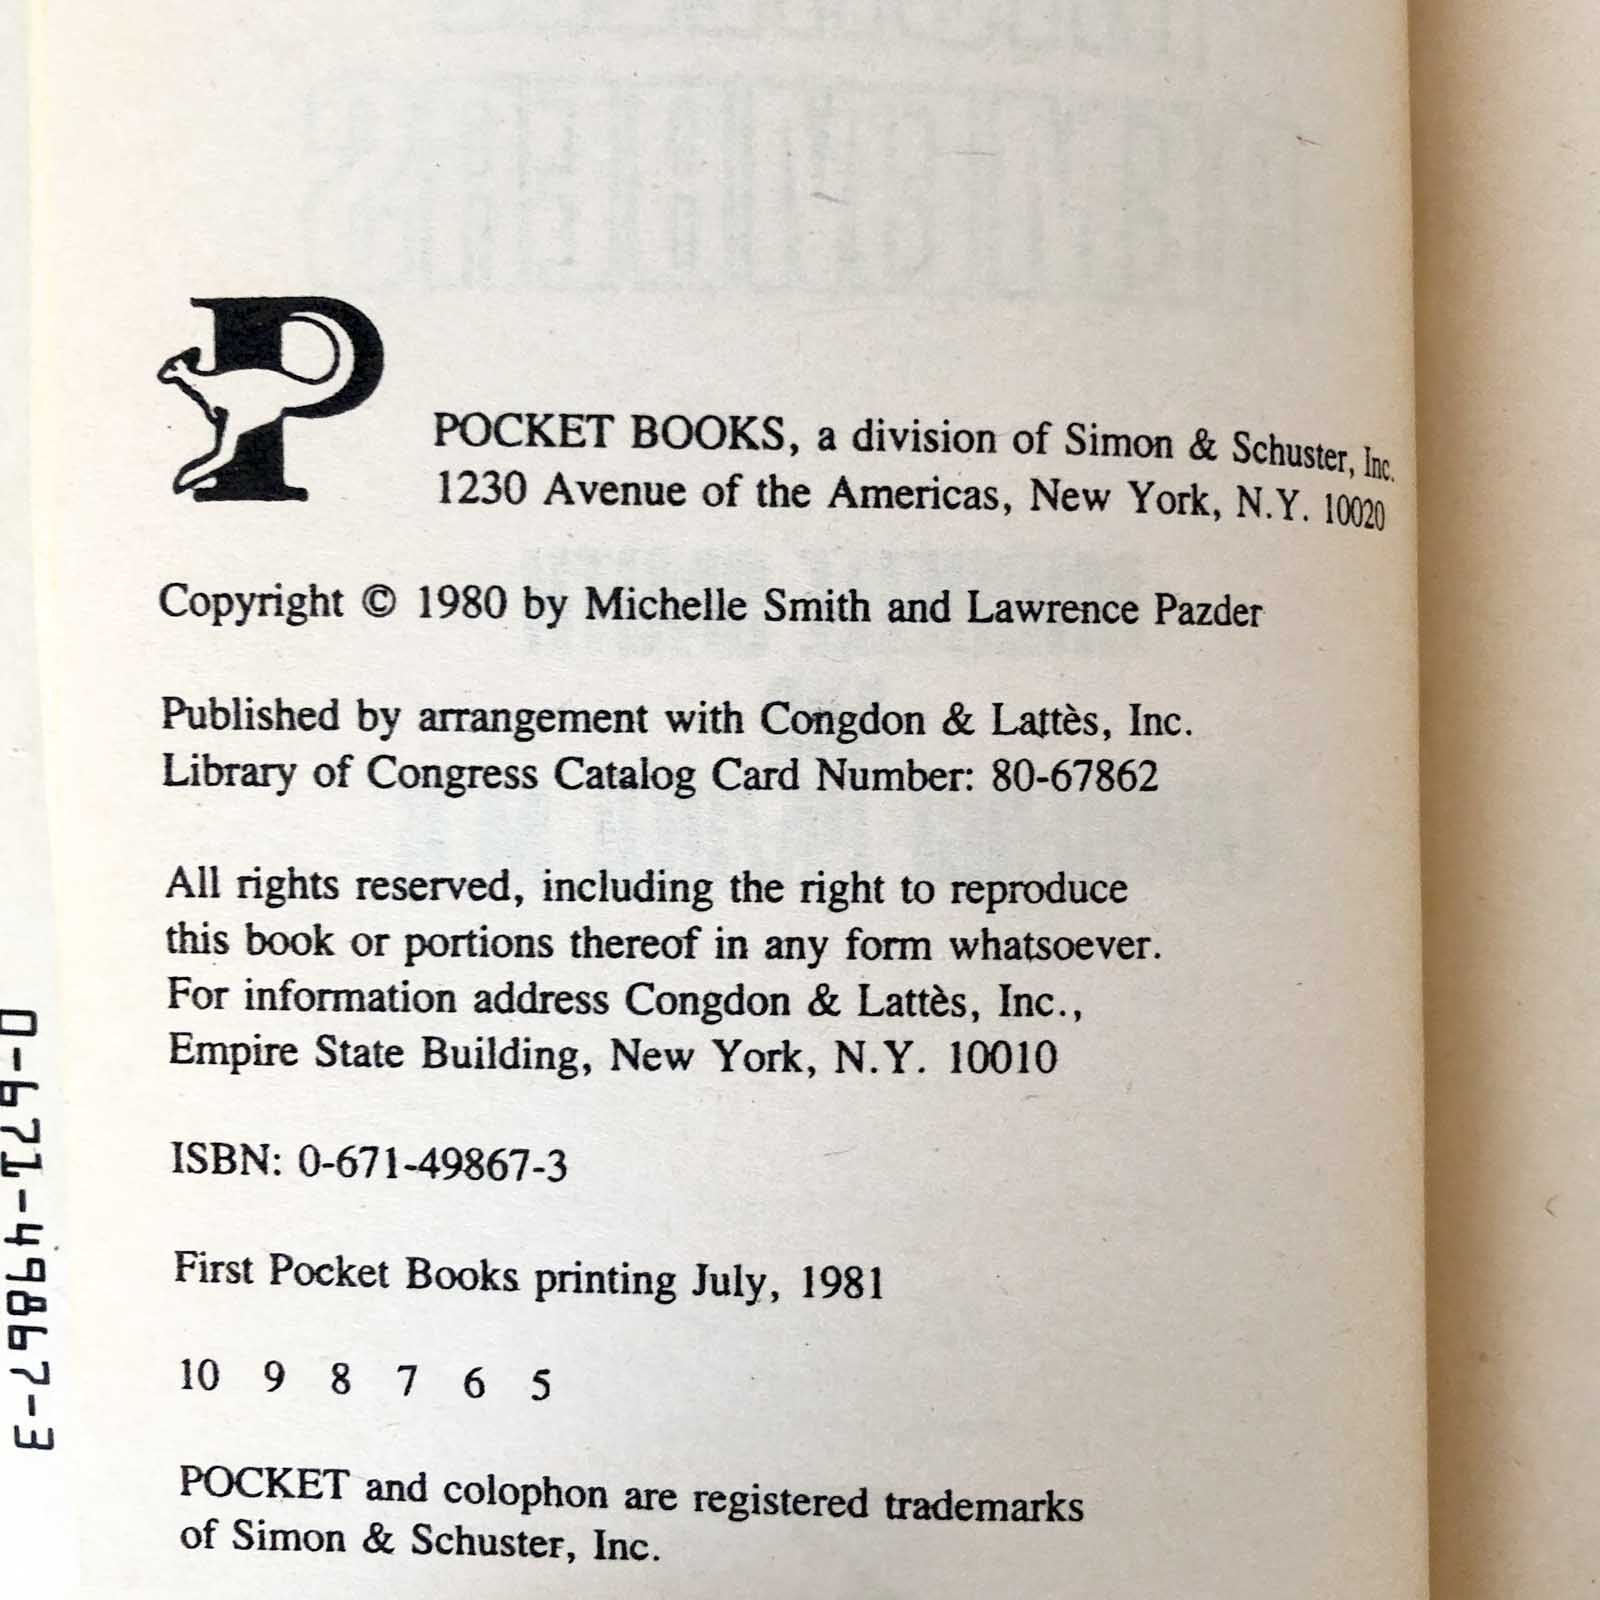 POCKET BOOKS, a division of Simon & Schuster, Inc.
1230 Avenue of the Americas, New York, N.Y. 10020
Copyright © 1980 by Michelle Smith and Lawrence Pazder
Published by arrangement with Congdon & Lattès, Inc.
Library of Congress Catalog Card Number: 80-67862
All rights reserved, including the right to reproduce
this book or portions thereof in any form whatsoever.
For information address Congdon & Lattès, Inc.,
Empire State Building, New York, N.Y. 10010
ISBN: 0-671-49867-3
First Pocket Books printing July, 1981
10 9 8 7 6 5
POCKET and colophon are registered trademarks
of Simon & Schuster, Inc.
0-671-49867-3